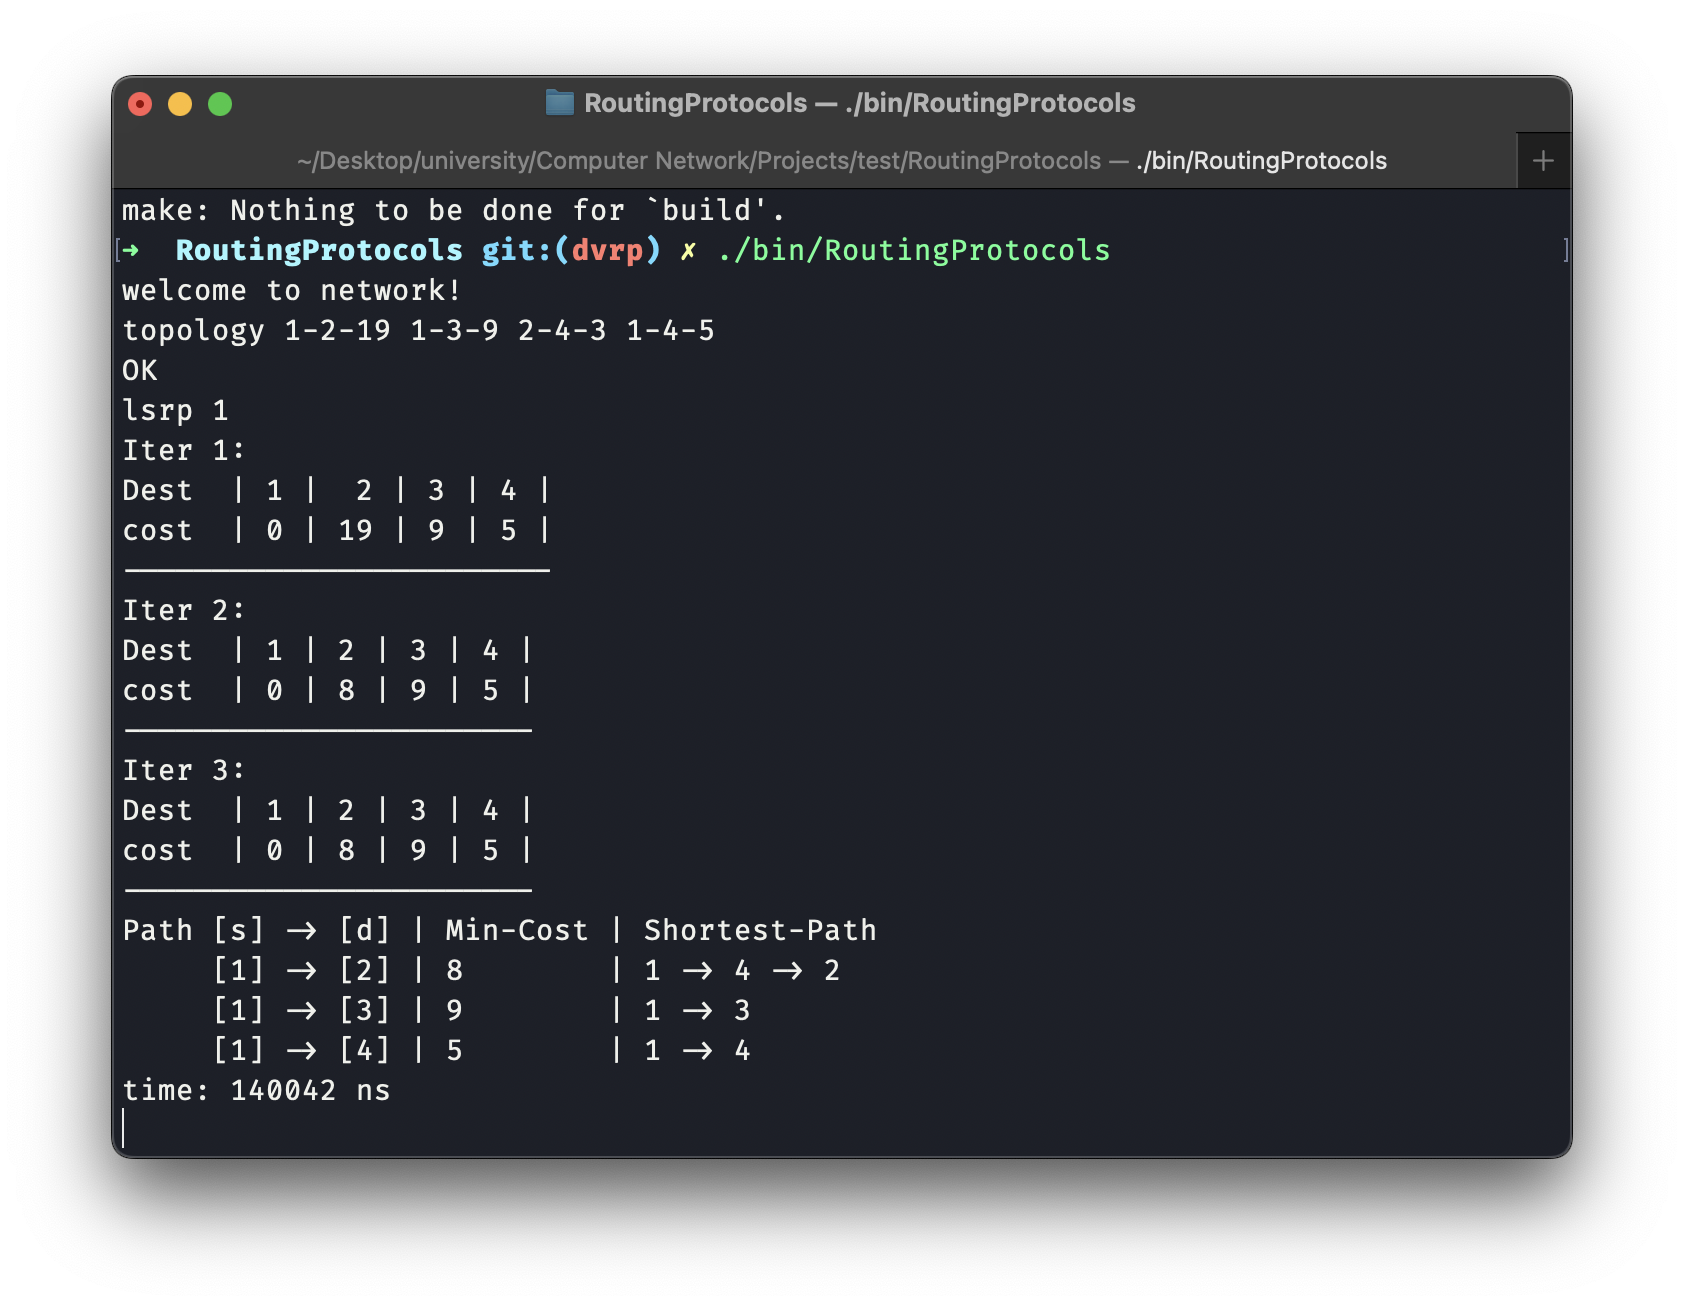 RoutingProtocols — ./bin/RoutingProtocols
~/Desktop/university/Computer Network/Projects/test/RoutingProtocols — ./bin/RoutingProtocols +
make: Nothing to be done for `build'.
[➜  RoutingProtocols git:(dvrp) ✗ ./bin/RoutingProtocols ]
welcome to network!
topology 1-2-19 1-3-9 2-4-3 1-4-5
OK
lsrp 1
Iter 1:
Dest  | 1 |  2 | 3 | 4 |
cost  | 0 | 19 | 9 | 5 |
------------------------
Iter 2:
Dest  | 1 | 2 | 3 | 4 |
cost  | 0 | 8 | 9 | 5 |
-----------------------
Iter 3:
Dest  | 1 | 2 | 3 | 4 |
cost  | 0 | 8 | 9 | 5 |
-----------------------
Path [s] -> [d] | Min-Cost | Shortest-Path
     [1] -> [2] | 8        | 1 -> 4 -> 2
     [1] -> [3] | 9        | 1 -> 3
     [1] -> [4] | 5        | 1 -> 4
time: 140042 ns